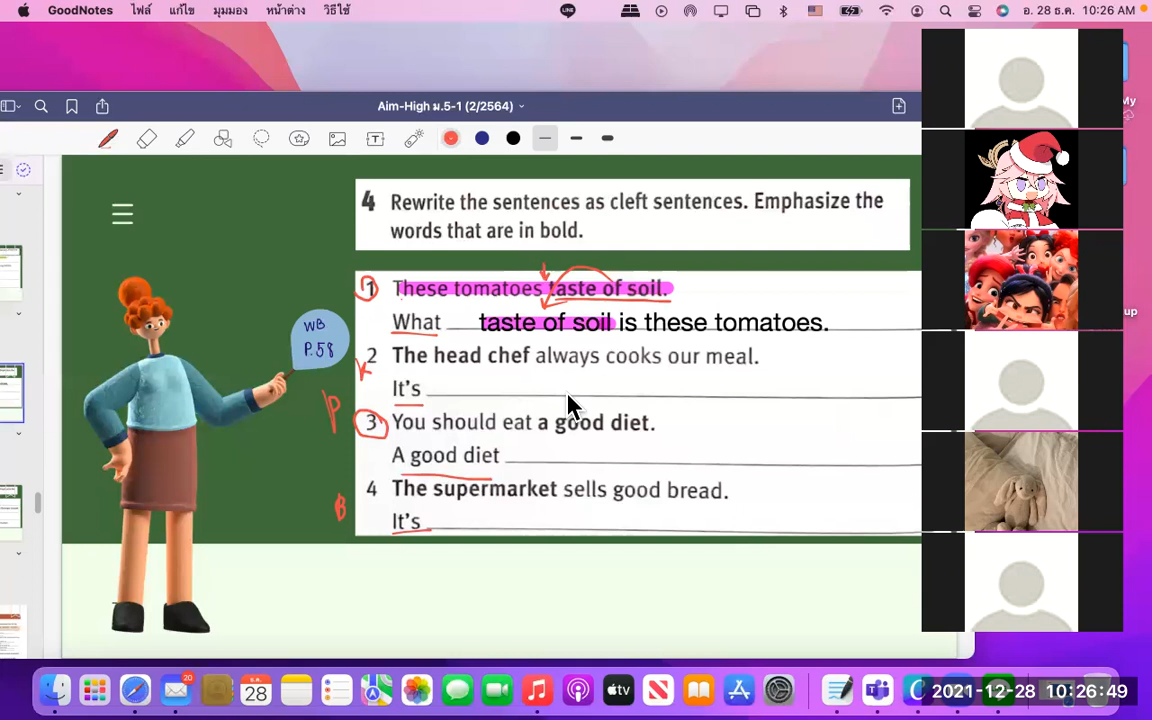 GoodNotes ไฟล์ แก้ไข มุมมอง หน้าต่าง วิธีใช้ อ. 28 ธ.ค. 10:26 AM
Aim-High ม.5-1 (2/2564)
My
4 Rewrite the sentences as cleft sentences. Emphasize the
words that are in bold.
1 These tomatoes taste of soil.
What taste of soil is these tomatoes.
WB
P.58
2 The head chef always cooks our meal.
K
It's
P
3 You should eat a good diet.
A good diet
4 The supermarket sells good bread.
B
It's
up
20
ธ.ค.
28
tv
2021-12-28 10:26:49